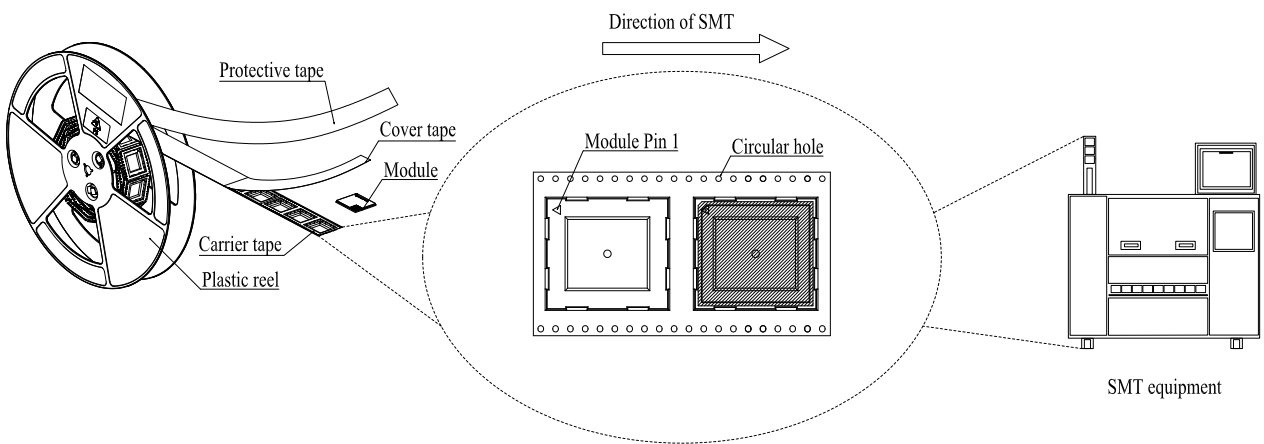 Direction of SMT
Protective tape
Cover tape
Module
Module Pin 1
Circular hole
Carrier tape
Plastic reel
SMT equipment